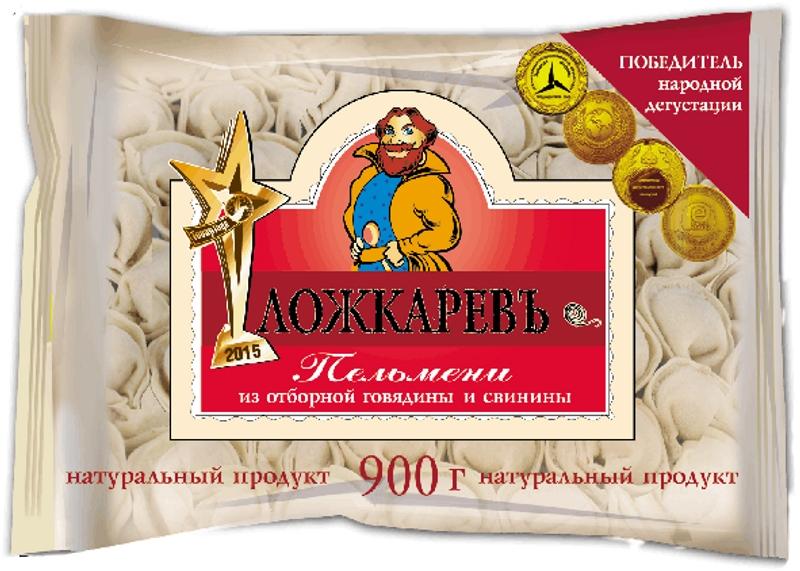 ПОБЕДИТЕЛЬ
народной
дегустации
ЛОЖКАРЕВЪ
2015
Пельмени
из отборной говядины и свинины
натуральный продукт 900 г натуральный продукт